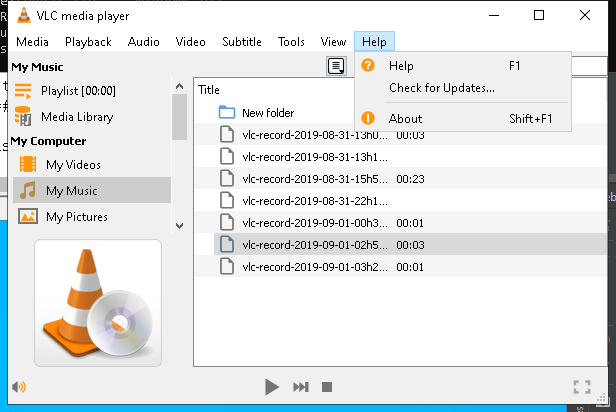 VLC media player
Media Playback Audio Video Subtitle Tools View Help
My Music
Playlist [00:00]
Media Library
My Computer
My Videos
My Music
My Pictures
Help F1
Check for Updates...
About Shift+F1
Title
New folder
vlc-record-2019-08-31-13h0... 00:03
vlc-record-2019-08-31-13h1...
vlc-record-2019-08-31-15h5... 00:23
vlc-record-2019-08-31-22h1...
vlc-record-2019-09-01-00h3... 00:01
vlc-record-2019-09-01-02h5... 00:03
vlc-record-2019-09-01-03h2... 00:01